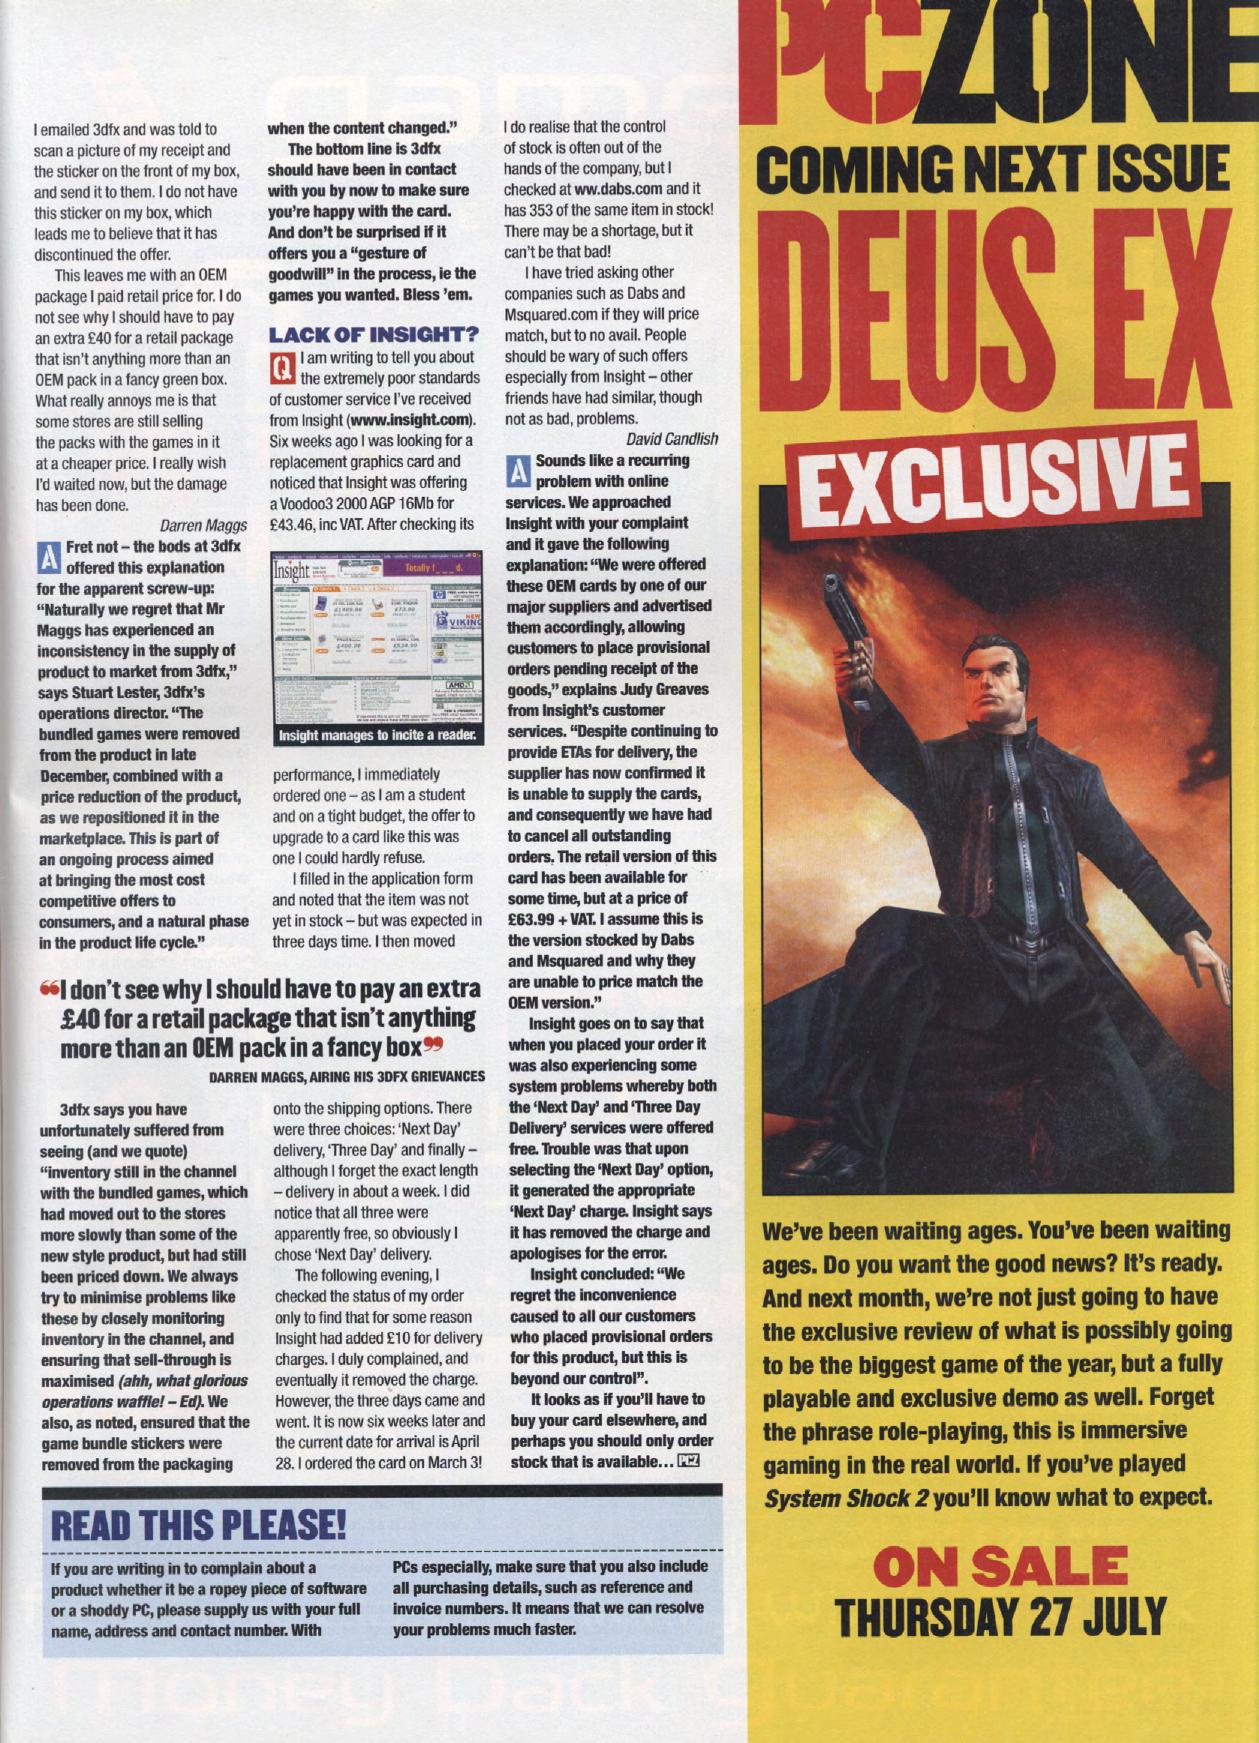 I emailed 3dfx and was told to
scan a picture of my receipt and
the sticker on the front of my box,
and send it to them. I do not have
this sticker on my box, which
leads me to believe that it has
discontinued the offer.
This leaves me with an OEM
package I paid retail price for. I do
not see why I should have to pay
an extra £40 for a retail package
that isn't anything more than an
OEM pack in a fancy green box.
What really annoys me is that
some stores are still selling
the packs with the games in it
at a cheaper price. I really wish
I'd waited now, but the damage
has been done.
Darren Maggs
A Fret not – the bods at 3dfx
offered this explanation
for the apparent screw-up:
"Naturally we regret that Mr
Maggs has experienced an
inconsistency in the supply of
product to market from 3dfx,"
says Stuart Lester, 3dfx's
operations director. "The
bundled games were removed
from the product in late
December, combined with a
price reduction of the product,
as we repositioned it in the
marketplace. This is part of
an ongoing process aimed
at bringing the most cost
competitive offers to
consumers, and a natural phase
in the product life cycle."
"I don't see why I should have to pay an extra
£40 for a retail package that isn't anything
more than an OEM pack in a fancy box"
DARREN MAGGS, AIRING HIS 3DFX GRIEVANCES
3dfx says you have
unfortunately suffered from
seeing (and we quote)
"inventory still in the channel
with the bundled games, which
had moved out to the stores
more slowly than some of the
new style product, but had still
been priced down. We always
try to minimise problems like
these by closely monitoring
inventory in the channel, and
ensuring that sell-through is
maximised (ahh, what glorious
operations waffle! – Ed). We
also, as noted, ensured that the
game bundle stickers were
removed from the packaging
when the content changed."
The bottom line is 3dfx
should have been in contact
with you by now to make sure
you're happy with the card.
And don't be surprised if it
offers you a "gesture of
goodwill" in the process, ie the
games you wanted. Bless 'em.
LACK OF INSIGHT?
Q I am writing to tell you about
the extremely poor standards
of customer service I've received
from Insight (www.insight.com).
Six weeks ago I was looking for a
replacement graphics card and
noticed that Insight was offering
a Voodoo3 2000 AGP 16Mb for
£43.46, inc VAT. After checking its
Insight
Totally f _ _ _ d.
VIKING
AMD
Insight manages to incite a reader.
performance, I immediately
ordered one – as I am a student
and on a tight budget, the offer to
upgrade to a card like this was
one I could hardly refuse.
I filled in the application form
and noted that the item was not
yet in stock – but was expected in
three days time. I then moved
onto the shipping options. There
were three choices: 'Next Day'
delivery, 'Three Day' and finally –
although I forget the exact length
– delivery in about a week. I did
notice that all three were
apparently free, so obviously I
chose 'Next Day' delivery.
The following evening, I
checked the status of my order
only to find that for some reason
Insight had added £10 for delivery
charges. I duly complained, and
eventually it removed the charge.
However, the three days came and
went. It is now six weeks later and
the current date for arrival is April
28. I ordered the card on March 3!
I do realise that the control
of stock is often out of the
hands of the company, but I
checked at ww.dabs.com and it
has 353 of the same item in stock!
There may be a shortage, but it
can't be that bad!
I have tried asking other
companies such as Dabs and
Msquared.com if they will price
match, but to no avail. People
should be wary of such offers
especially from Insight – other
friends have had similar, though
not as bad, problems.
David Candlish
A Sounds like a recurring
problem with online
services. We approached
Insight with your complaint
and it gave the following
explanation: "We were offered
these OEM cards by one of our
major suppliers and advertised
them accordingly, allowing
customers to place provisional
orders pending receipt of the
goods," explains Judy Greaves
from Insight's customer
services. "Despite continuing to
provide ETAs for delivery, the
supplier has now confirmed it
is unable to supply the cards,
and consequently we have had
to cancel all outstanding
orders. The retail version of this
card has been available for
some time, but at a price of
£63.99 + VAT. I assume this is
the version stocked by Dabs
and Msquared and why they
are unable to price match the
OEM version."
Insight goes on to say that
when you placed your order it
was also experiencing some
system problems whereby both
the 'Next Day' and 'Three Day
Delivery' services were offered
free. Trouble was that upon
selecting the 'Next Day' option,
it generated the appropriate
'Next Day' charge. Insight says
it has removed the charge and
apologises for the error.
Insight concluded: "We
regret the inconvenience
caused to all our customers
who placed provisional orders
for this product, but this is
beyond our control".
It looks as if you'll have to
buy your card elsewhere, and
perhaps you should only order
stock that is available... PCZ
READ THIS PLEASE!
If you are writing in to complain about a
product whether it be a ropey piece of software
or a shoddy PC, please supply us with your full
name, address and contact number. With
PCs especially, make sure that you also include
all purchasing details, such as reference and
invoice numbers. It means that we can resolve
your problems much faster.
PCZONE
COMING NEXT ISSUE
DEUS EX
EXCLUSIVE
We've been waiting ages. You've been waiting
ages. Do you want the good news? It's ready.
And next month, we're not just going to have
the exclusive review of what is possibly going
to be the biggest game of the year, but a fully
playable and exclusive demo as well. Forget
the phrase role-playing, this is immersive
gaming in the real world. If you've played
System Shock 2 you'll know what to expect.
ON SALE
THURSDAY 27 JULY